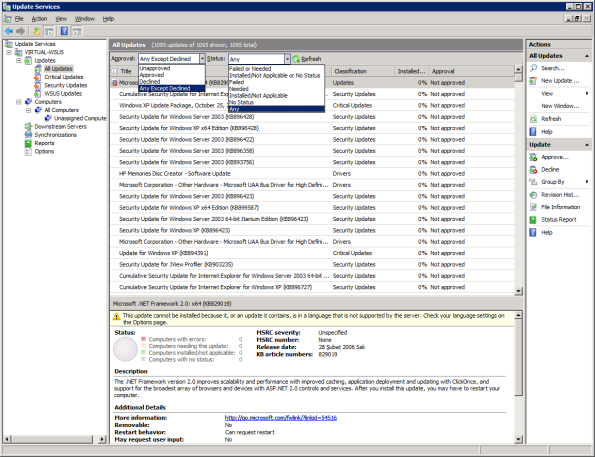 Update Services
File Action View Window Help
Update Services
VIRTUAL-WSUS
Updates
All Updates
Critical Updates
Security Updates
WSUS Updates
Computers
All Computers
Unassigned Compute
Downstream Servers
Synchronizations
Reports
Options
All Updates (1095 updates of 1095 shown, 1095 total)
Approval: Any Except Declined Status: Any Refresh
Unapproved
Approved
Declined
Any Except Declined
Failed or Needed
Installed/Not Applicable or No Status
Failed
Needed
Installed/Not Applicable
No Status
Any
Title Classification Installed... Approval
Microsoft Updates 0% Not approved
Cumulative Security Update for Internet Ex Security Updates 0% Not approved
Windows XP Update Package, October 25, Critical Updates 0% Not approved
Security Update for Windows Server 2003 (KB896428) Security Updates 0% Not approved
Security Update for Windows XP x64 Edition (KB896428) Security Updates 0% Not approved
Security Update for Windows Server 2003 (KB896422) Security Updates 0% Not approved
Security Update for Windows Server 2003 (KB896358) Security Updates 0% Not approved
Security Update for Windows Server 2003 (KB893756) Security Updates 0% Not approved
HP Memories Disc Creator - Software Update Drivers 0% Not approved
Microsoft Corporation - Other Hardware - Microsoft UAA Bus Driver for High Defini... Drivers 0% Not approved
Security Update for Windows XP x64 Edition (KB899587) Security Updates 0% Not approved
Security Update for Windows Server 2003 64-bit Itanium Edition (KB896423) Security Updates 0% Not approved
Security Update for Windows XP (KB896423) Security Updates 0% Not approved
Microsoft Corporation - Other Hardware - Microsoft UAA Bus Driver for High Defini... Drivers 0% Not approved
Update for Windows XP (KB894391) Critical Updates 0% Not approved
Security Update for JView Profiler (KB903235) Security Updates 0% Not approved
Cumulative Security Update for Internet Explorer for Windows Server 2003 64-bit ... Security Updates 0% Not approved
Cumulative Security Update for Internet Explorer for Windows XP (KB896727) Security Updates 0% Not approved
Microsoft .NET Framework 2.0: x64 (KB829019)
This update cannot be installed because it, or an update it contains, is in a language that is not supported by the server. Check your language settings on
the Options page.
Status:
Computers with errors: 0
Computers needing this update: 0
Computers installed/not applicable: 0
Computers with no status: 0
MSRC severity: Unspecified
MSRC number: None
Release date: 28 Şubat 2006 Salı
KB article numbers: 829019
Description
The .NET Framework version 2.0 improves scalability and performance with improved caching, application deployment and updating with ClickOnce, and
support for the broadest array of browsers and devices with ASP.NET 2.0 controls and services. After you install this update, you may have to restart your
computer.
Additional Details
More information: http://go.microsoft.com/fwlink/?linkid=54516
Removable: No
Restart behavior: Can request restart
May request user input: No
Actions
All Updates
Search...
New Update ...
View
New Window...
Refresh
Help
Update
Approve...
Decline
Group By
Revision Hist...
File Information
Status Report
Help